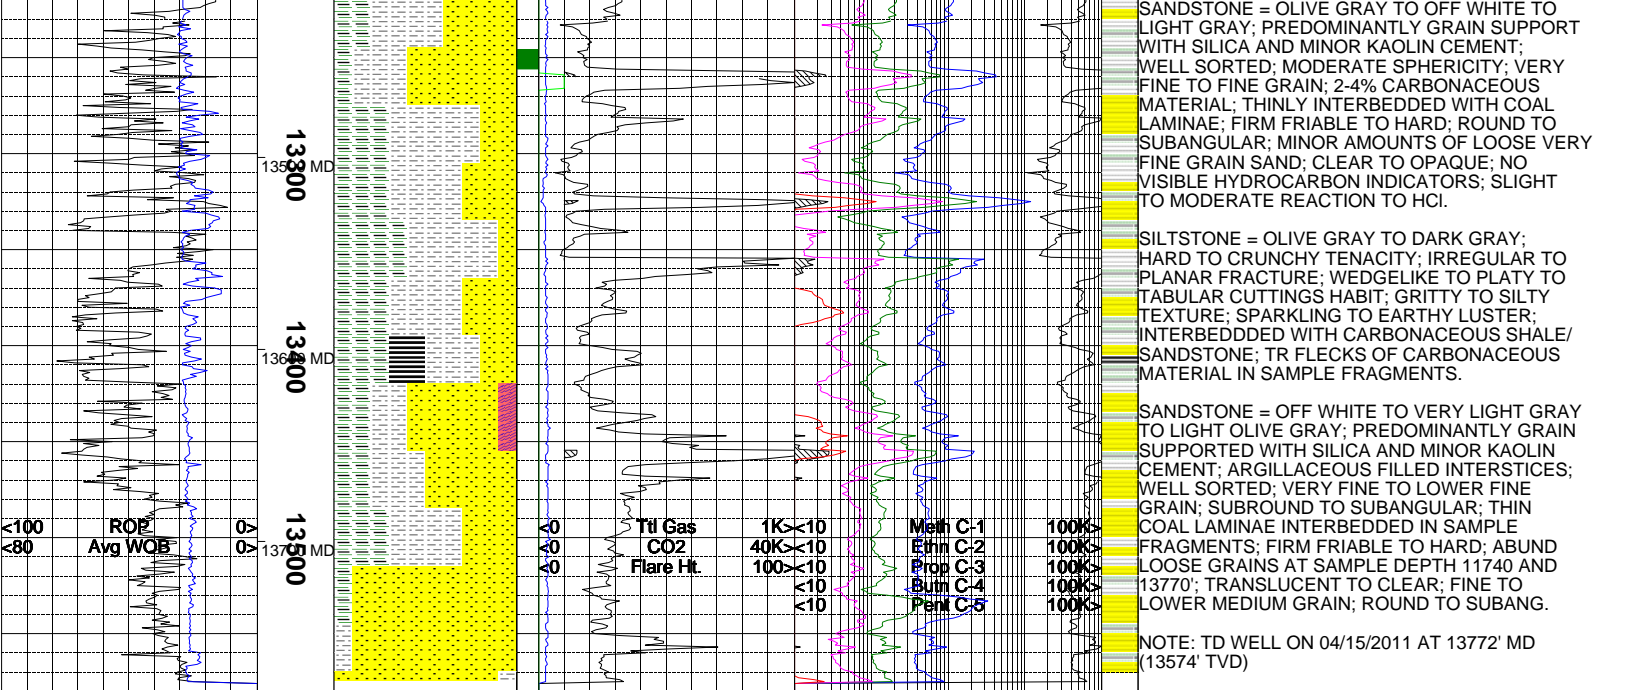 SANDSTONE = OLIVE GRAY TO OFF WHITE TO
LIGHT GRAY; PREDOMINANTLY GRAIN SUPPORT
WITH SILICA AND MINOR KAOLIN CEMENT;
WELL SORTED; MODERATE SPHERICITY; VERY
FINE TO FINE GRAIN; 2-4% CARBONACEOUS
MATERIAL; THINLY INTERBEDDED WITH COAL
LAMINAE; FIRM FRIABLE TO HARD; ROUND TO
SUBANGULAR; MINOR AMOUNTS OF LOOSE VERY
FINE GRAIN SAND; CLEAR TO OPAQUE; NO
VISIBLE HYDROCARBON INDICATORS; SLIGHT
TO MODERATE REACTION TO HCl.
SILTSTONE = OLIVE GRAY TO DARK GRAY;
HARD TO CRUNCHY TENACITY; IRREGULAR TO
PLANAR FRACTURE; WEDGELIKE TO PLATY TO
TABULAR CUTTINGS HABIT; GRITTY TO SILTY
TEXTURE; SPARKLING TO EARTHY LUSTER;
INTERBEDDDED WITH CARBONACEOUS SHALE/
SANDSTONE; TR FLECKS OF CARBONACEOUS
MATERIAL IN SAMPLE FRAGMENTS.
SANDSTONE = OFF WHITE TO VERY LIGHT GRAY
TO LIGHT OLIVE GRAY; PREDOMINANTLY GRAIN
SUPPORTED WITH SILICA AND MINOR KAOLIN
CEMENT; ARGILLACEOUS FILLED INTERSTICES;
WELL SORTED; VERY FINE TO LOWER FINE
GRAIN; SUBROUND TO SUBANGULAR; THIN
COAL LAMINAE INTERBEDDED IN SAMPLE
FRAGMENTS; FIRM FRIABLE TO HARD; ABUND
LOOSE GRAINS AT SAMPLE DEPTH 11740 AND
13770'; TRANSLUCENT TO CLEAR; FINE TO
LOWER MEDIUM GRAIN; ROUND TO SUBANG.
NOTE: TD WELL ON 04/15/2011 AT 13772' MD
(13574' TVD)
13300
MD
13400
MD
13500
13700 MD
<100 ROP 0>
<80 Avg WOB 0>
<0 Ttl Gas 1K>
<0 CO2 40K>
<0 Flare Ht. 100>
<10 Meth C-1 100K>
<10 Ethn C-2 100K>
<10 Prop C-3 100K>
<10 Butn C-4 100K>
<10 Pent C-5 100K>